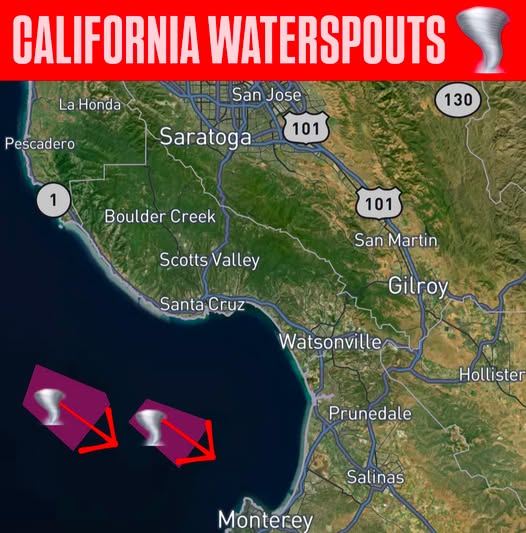 CALIFORNIA WATERSPOUTS
130
San Jose
La Honda
101
Saratoga
Pescadero
1
101
Boulder Creek
San Martin
Scotts Valley
Gilroy
Santa Cruz
Watsonville
Hollister
Prunedale
Salinas
Monterey